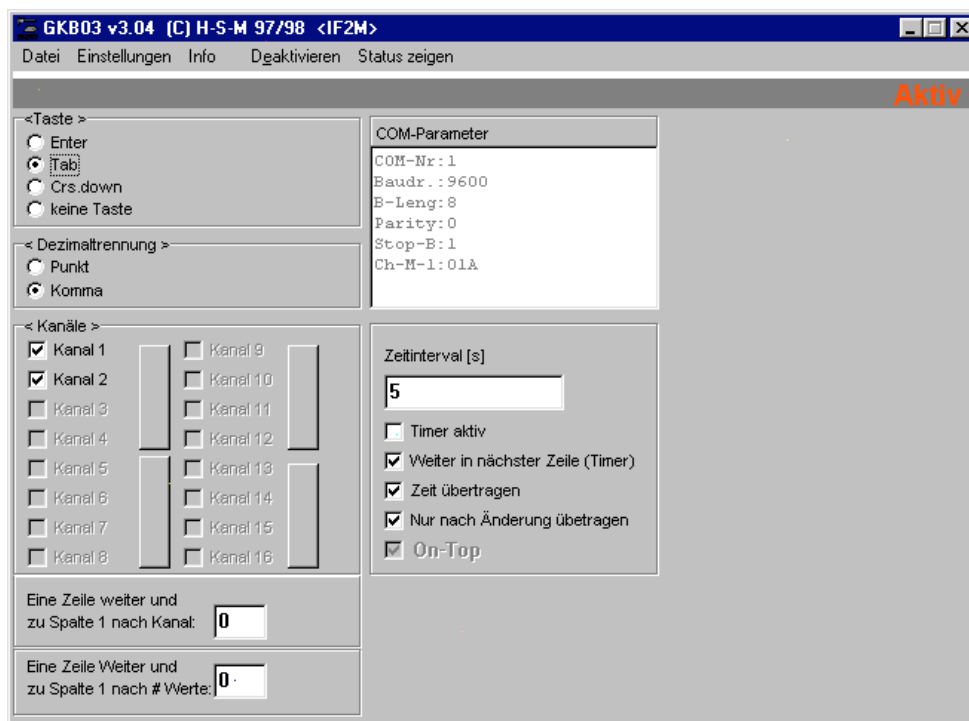 GKB03 v3.04 (C) H-S-M 97/98 <IF2M>
Datei Einstellungen Info Deaktivieren Status zeigen
Aktiv
<Taste >
Enter
Tab
Crs.down
keine Taste
< Dezimaltrennung >
Punkt
Komma
< Kanäle >
Kanal 1
Kanal 2
Kanal 3
Kanal 4
Kanal 5
Kanal 6
Kanal 7
Kanal 8
Kanal 9
Kanal 10
Kanal 11
Kanal 12
Kanal 13
Kanal 14
Kanal 15
Kanal 16
Eine Zeile weiter und
zu Spalte 1 nach Kanal: 0
Eine Zeile Weiter und
zu Spalte 1 nach # Werte: 0
COM-Parameter
COM-Nr:1
Baudr.:9600
B-Leng:8
Parity:0
Stop-B:1
Ch-M-1:01A
Zeitinterval [s]
5
Timer aktiv
Weiter in nächster Zeile (Timer)
Zeit übertragen
Nur nach Änderung übetragen
On-Top